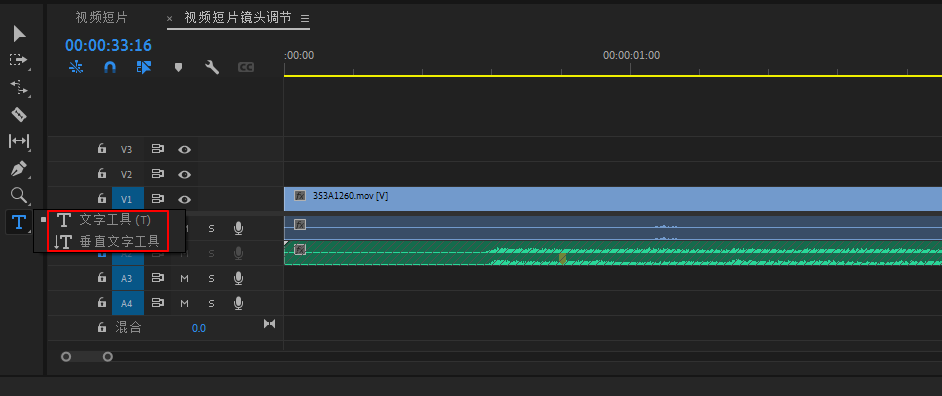 视频短片 × 视频短片镜头调节 ☰
00:00:33:16
:00:00 00:00:01:00
CC
V3
V2
V1 353A1260.mov [V]
T 文字工具 (T)
S
垂直文字工具
A2 S
A3 M S
A4 M S
混合 0.0